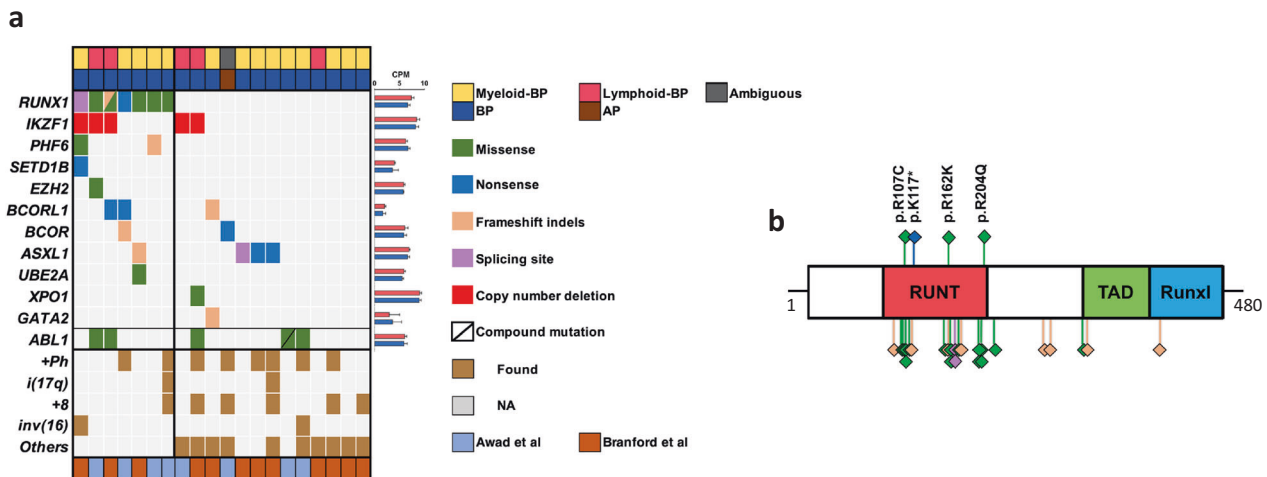 a
CPM
0 5 10
RUNX1
IKZF1
PHF6
SETD1B
EZH2
BCORL1
BCOR
ASXL1
UBE2A
XPO1
GATA2
ABL1
+Ph
i(17q)
+8
inv(16)
Others
Myeloid-BP Lymphoid-BP Ambiguous
BP AP
Missense
Nonsense
Frameshift indels
Splicing site
Copy number deletion
Compound mutation
Found
NA
Awad et al Branford et al
b
p.R107C
p.K117*
p.R162K
p.R204Q
1 RUNT TAD RunxI 480